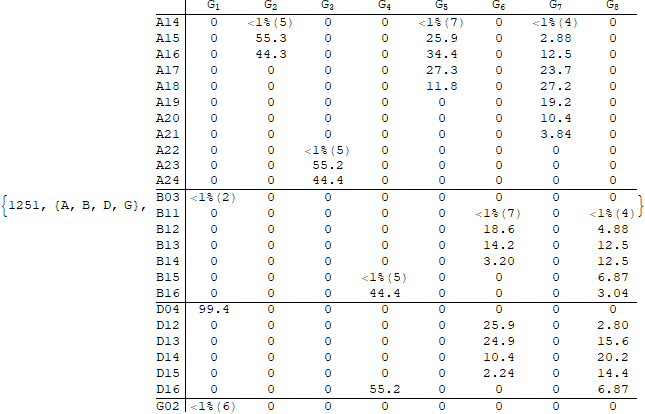 G₁ G₂ G₃ G₄ G₅ G₆ G₇ G₈
A14 0 <1%(5) 0 0 <1%(7) 0 <1%(4) 0
A15 0 55.3 0 0 25.9 0 2.88 0
A16 0 44.3 0 0 34.4 0 12.5 0
A17 0 0 0 0 27.3 0 23.7 0
A18 0 0 0 0 11.8 0 27.2 0
A19 0 0 0 0 0 0 19.2 0
A20 0 0 0 0 0 0 10.4 0
A21 0 0 0 0 0 0 3.84 0
A22 0 0 <1%(5) 0 0 0 0 0
A23 0 0 55.2 0 0 0 0 0
A24 0 0 44.4 0 0 0 0 0
B03 <1%(2) 0 0 0 0 0 0 0
{1251, {A, B, D, G}, B11 0 0 0 0 0 <1%(7) 0 <1%(4) }
B12 0 0 0 0 0 18.6 0 4.88
B13 0 0 0 0 0 14.2 0 12.5
B14 0 0 0 0 0 3.20 0 12.5
B15 0 0 0 <1%(5) 0 0 0 6.87
B16 0 0 0 44.4 0 0 0 3.04
D04 99.4 0 0 0 0 0 0 0
D12 0 0 0 0 0 25.9 0 2.80
D13 0 0 0 0 0 24.9 0 15.6
D14 0 0 0 0 0 10.4 0 20.2
D15 0 0 0 0 0 2.24 0 14.4
D16 0 0 0 55.2 0 0 0 6.87
G02 <1%(6) 0 0 0 0 0 0 0